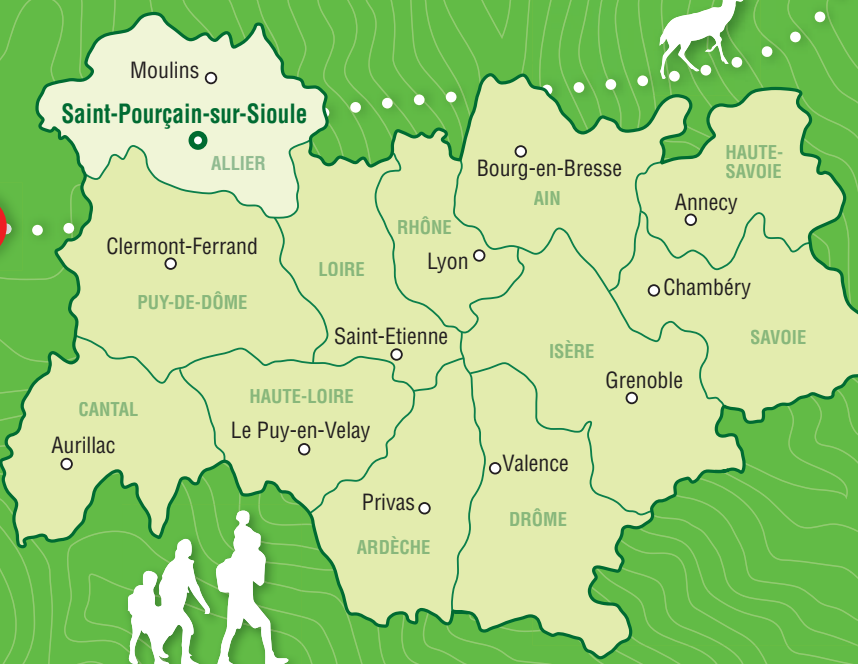 Moulins
Saint-Pourçain-sur-Sioule
ALLIER
Bourg-en-Bresse
AIN
HAUTE-
SAVOIE
Annecy
RHÔNE
Lyon
Clermont-Ferrand
PUY-DE-DÔME
LOIRE
Chambéry
SAVOIE
Saint-Etienne
ISÈRE
Grenoble
CANTAL
Aurillac
HAUTE-LOIRE
Le Puy-en-Velay
Valence
DRÔME
Privas
ARDÈCHE